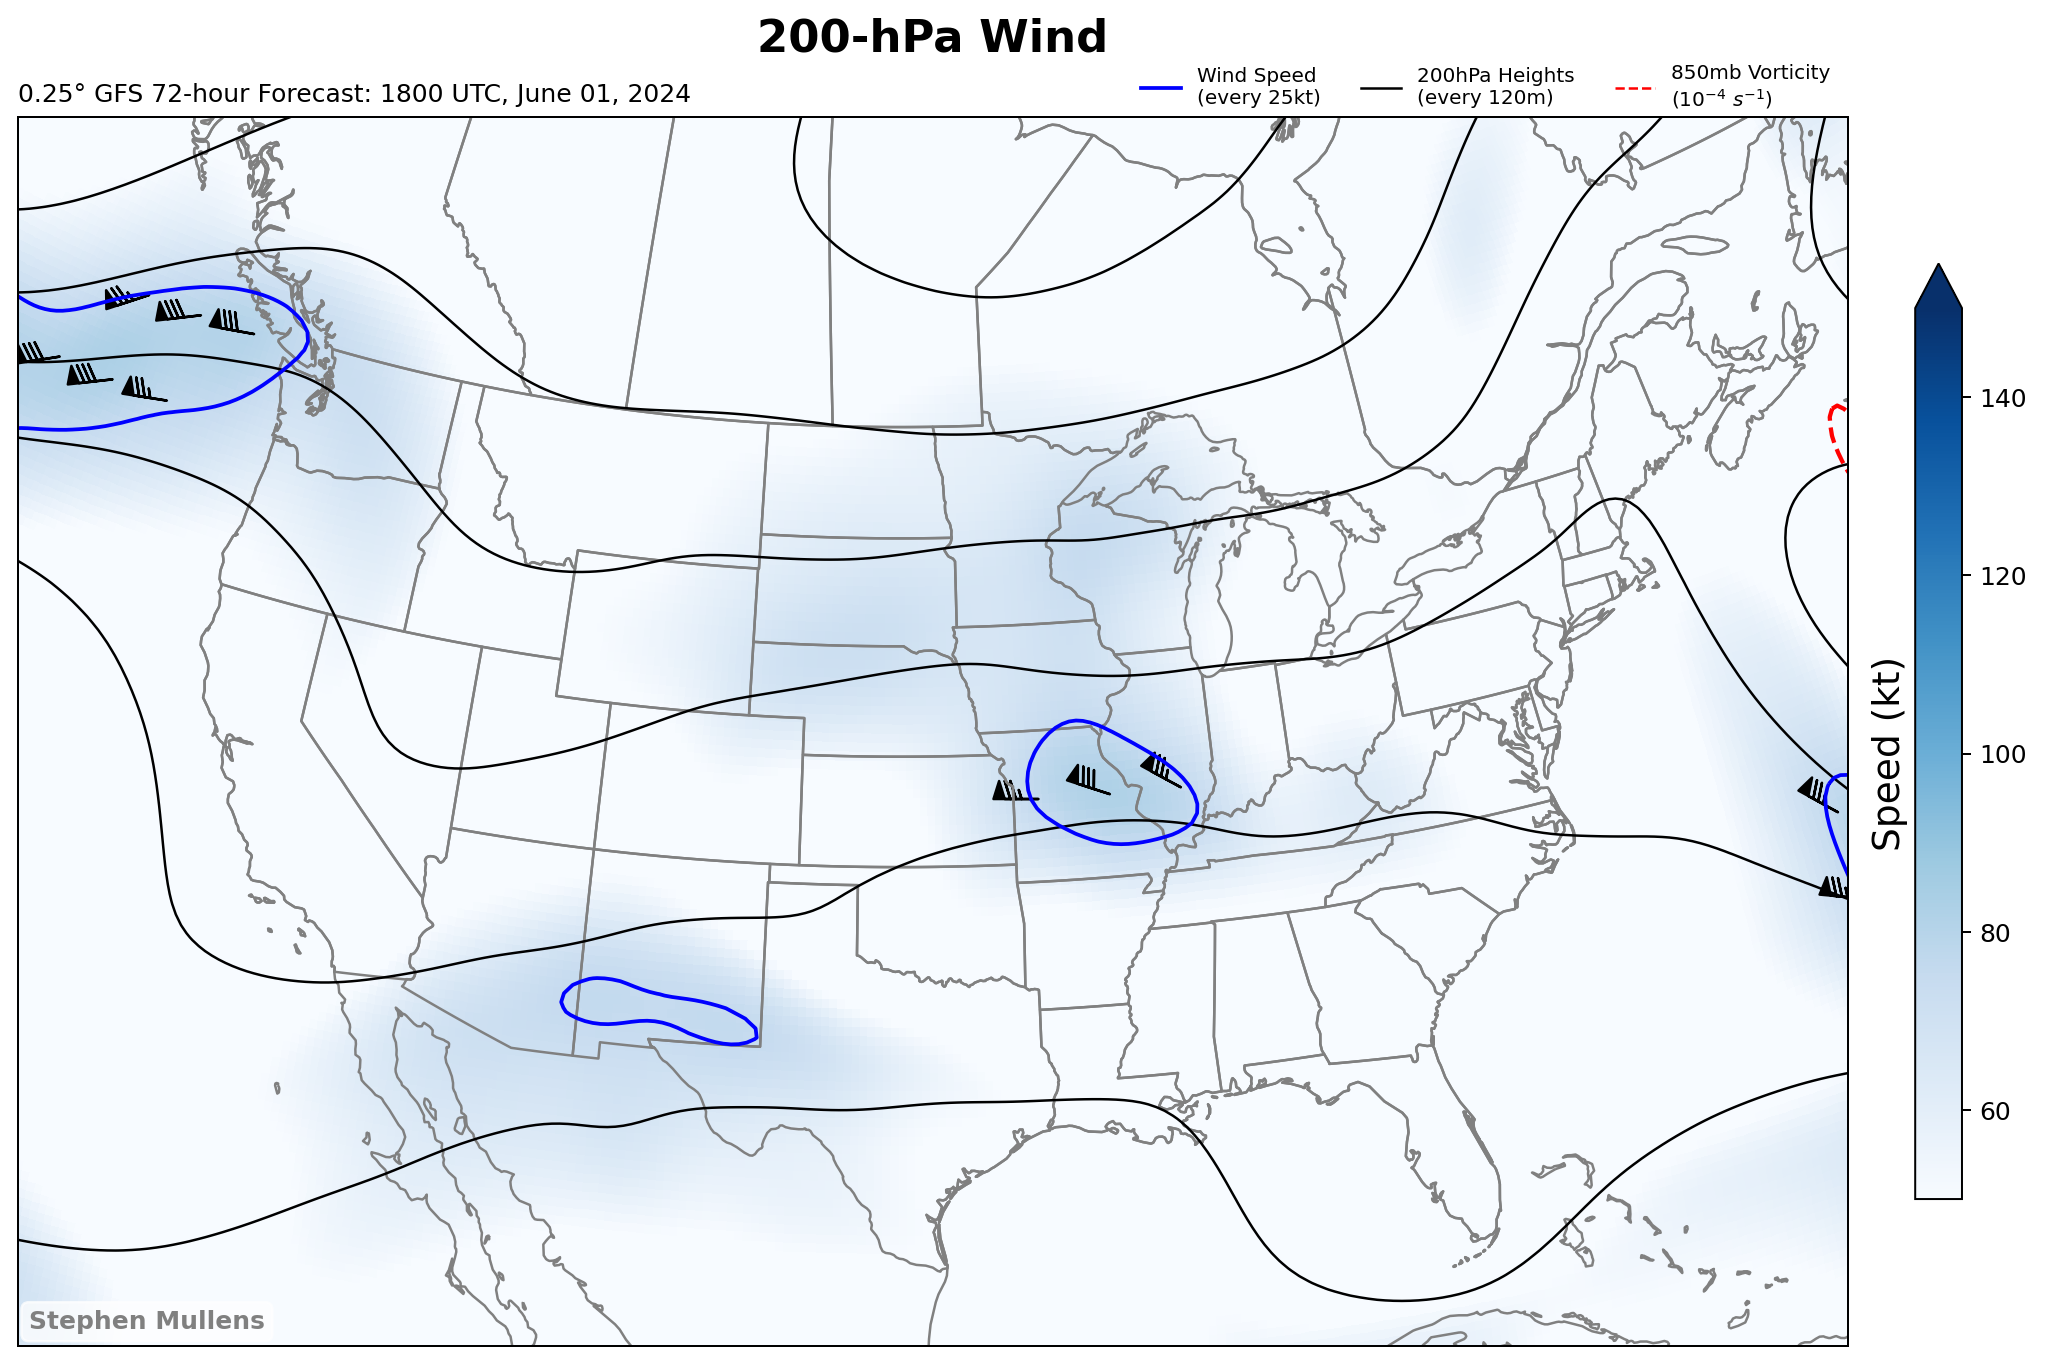 200-hPa Wind
0.25° GFS 72-hour Forecast: 1800 UTC, June 01, 2024
Wind Speed
(every 25kt)
200hPa Heights
(every 120m)
850mb Vorticity
(10⁻⁴ s⁻¹)
140
120
100
80
60
Speed (kt)
Stephen Mullens